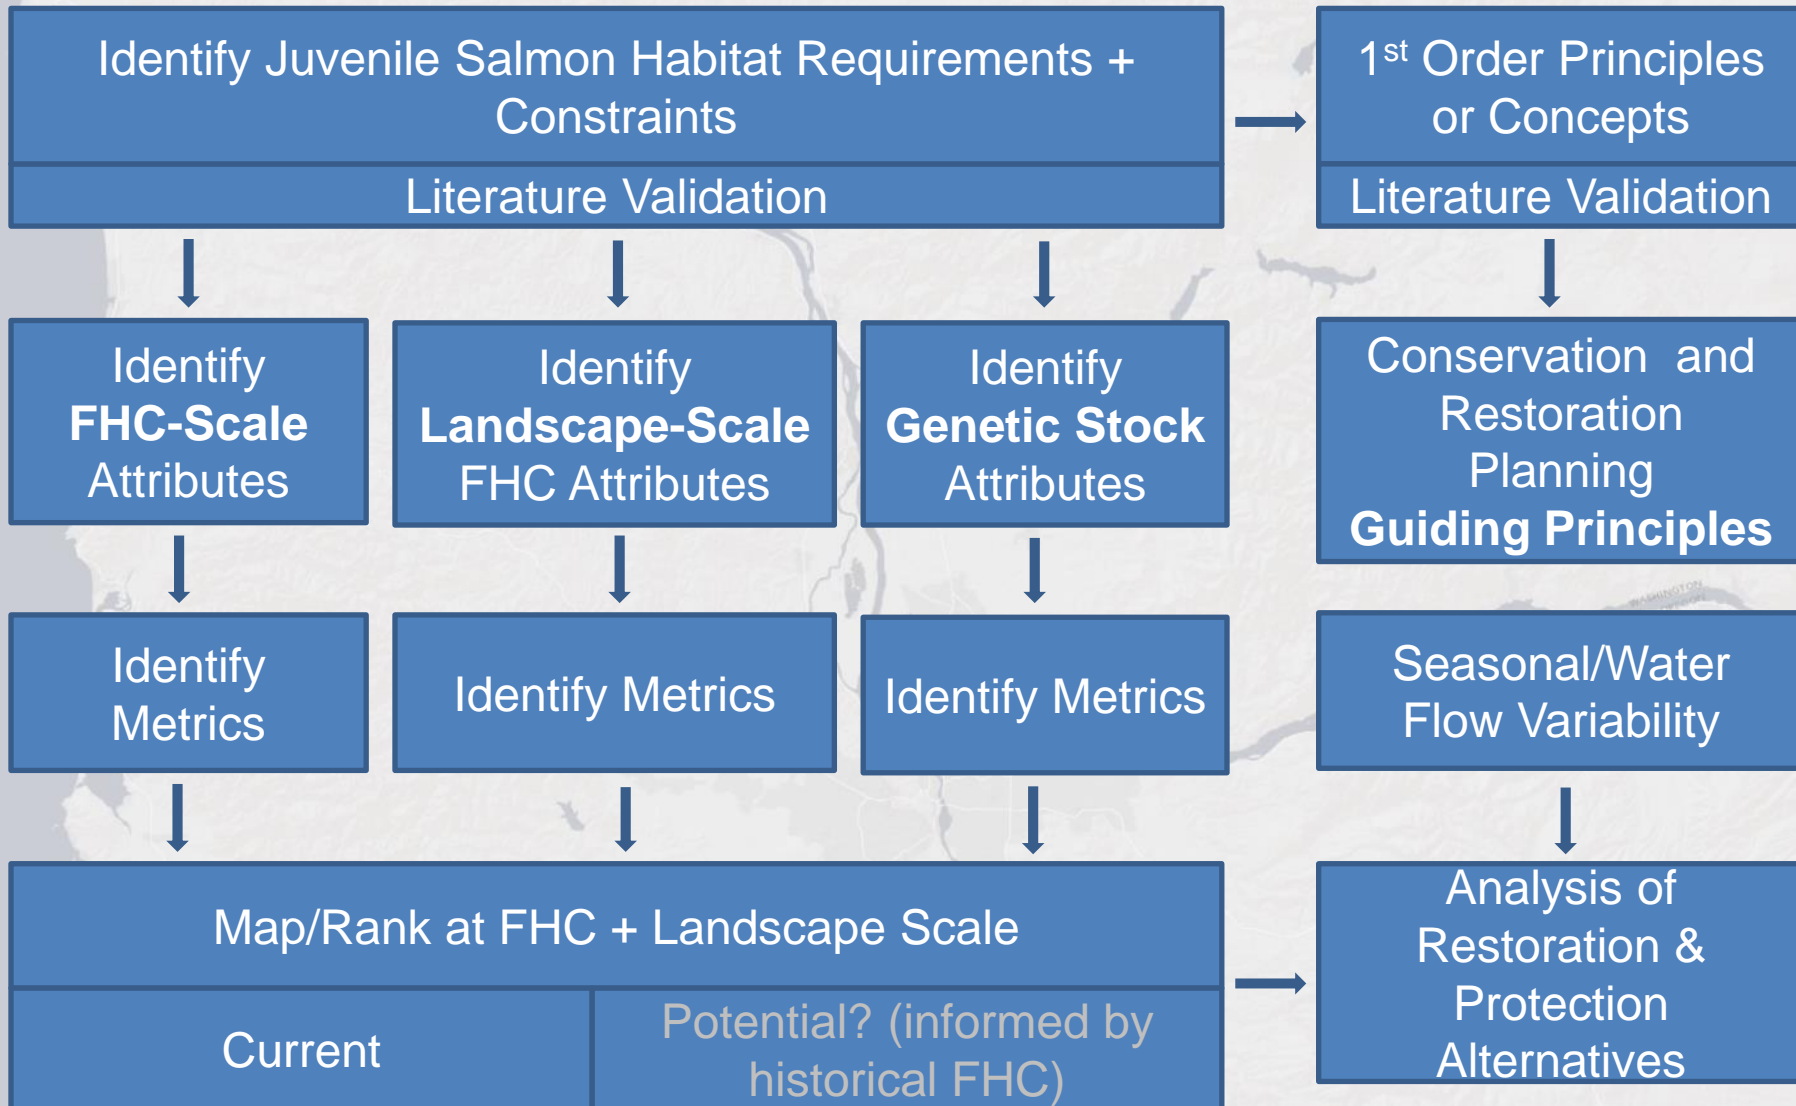 Identify Juvenile Salmon Habitat Requirements +
Constraints
Literature Validation
1st Order Principles
or Concepts
Literature Validation
Identify
FHC-Scale
Attributes
Identify
Landscape-Scale
FHC Attributes
Identify
Genetic Stock
Attributes
Conservation and
Restoration
Planning
Guiding Principles
WASHINGTON
Identify
Metrics
Identify Metrics
Identify Metrics
Seasonal/Water
Flow Variability
Map/Rank at FHC + Landscape Scale
Current
Potential? (informed by
historical FHC)
Analysis of
Restoration &
Protection
Alternatives